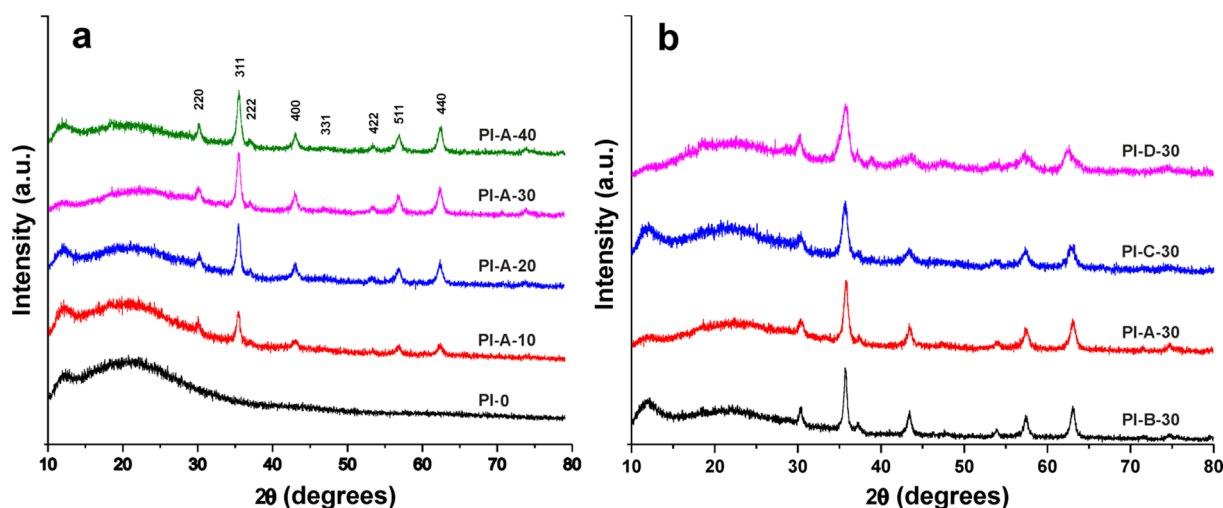 a
311
220
222
400
331
422
511
440
PI-A-40
PI-A-30
PI-A-20
PI-A-10
PI-0
Intensity (a.u.)
10 20 30 40 50 60 70 80
2θ (degrees)
b
PI-D-30
PI-C-30
PI-A-30
PI-B-30
Intensity (a.u.)
10 20 30 40 50 60 70 80
2θ (degrees)